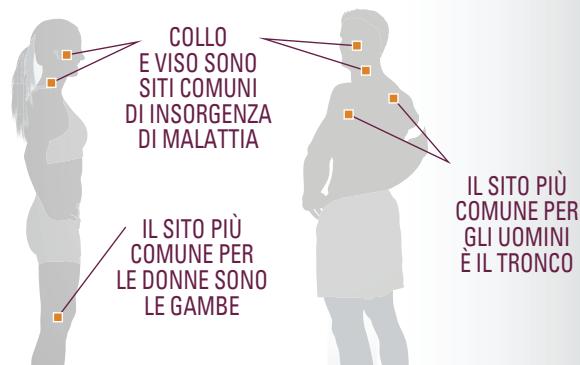 COLLO
E VISO SONO
SITI COMUNI
DI INSORGENZA
DI MALATTIA
IL SITO PIÙ
COMUNE PER
GLI UOMINI
È IL TRONCO
IL SITO PIÙ
COMUNE PER
LE DONNE SONO
LE GAMBE